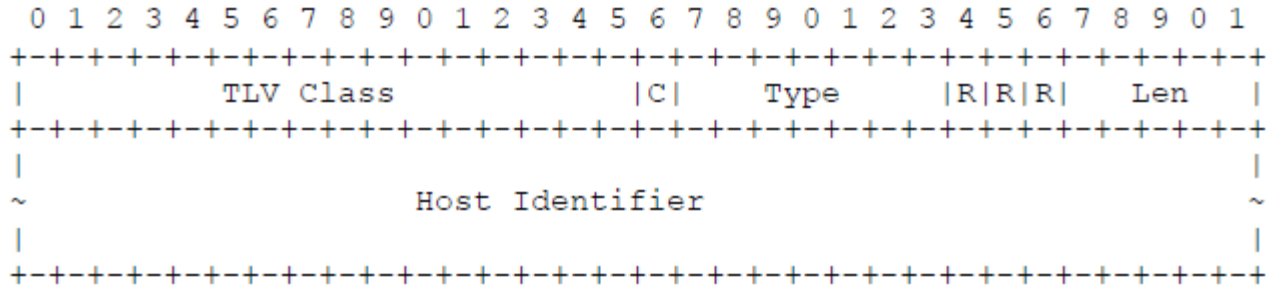 0 1 2 3 4 5 6 7 8 9 0 1 2 3 4 5 6 7 8 9 0 1 2 3 4 5 6 7 8 9 0 1
+-+-+-+-+-+-+-+-+-+-+-+-+-+-+-+-+-+-+-+-+-+-+-+-+-+-+-+-+-+-+-+-+
|          TLV Class            |C|    Type     |R|R|R|   Len   |
+-+-+-+-+-+-+-+-+-+-+-+-+-+-+-+-+-+-+-+-+-+-+-+-+-+-+-+-+-+-+-+-+
|                                                               |
~                    Host Identifier                            ~
|                                                               |
+-+-+-+-+-+-+-+-+-+-+-+-+-+-+-+-+-+-+-+-+-+-+-+-+-+-+-+-+-+-+-+-+